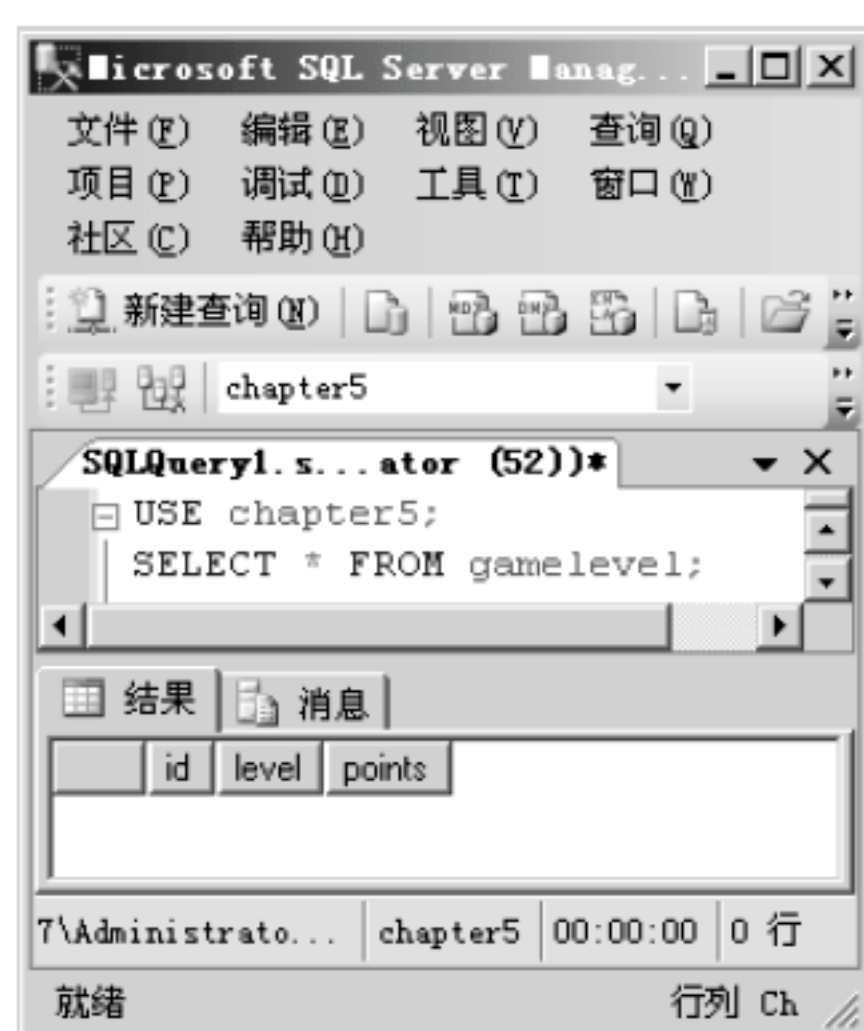 Microsoft SQL Server Manag...
文件(F) 编辑(E) 视图(V) 查询(Q)
项目(P) 调试(D) 工具(T) 窗口(W)
社区(C) 帮助(H)
新建查询(N)
chapter5
SQLQuery1.s...ator (52))*
USE chapter5;
SELECT * FROM gamelevel;
结果 消息
id level points
7\Administrato... chapter5 00:00:00 0 行
就绪 行列 Ch